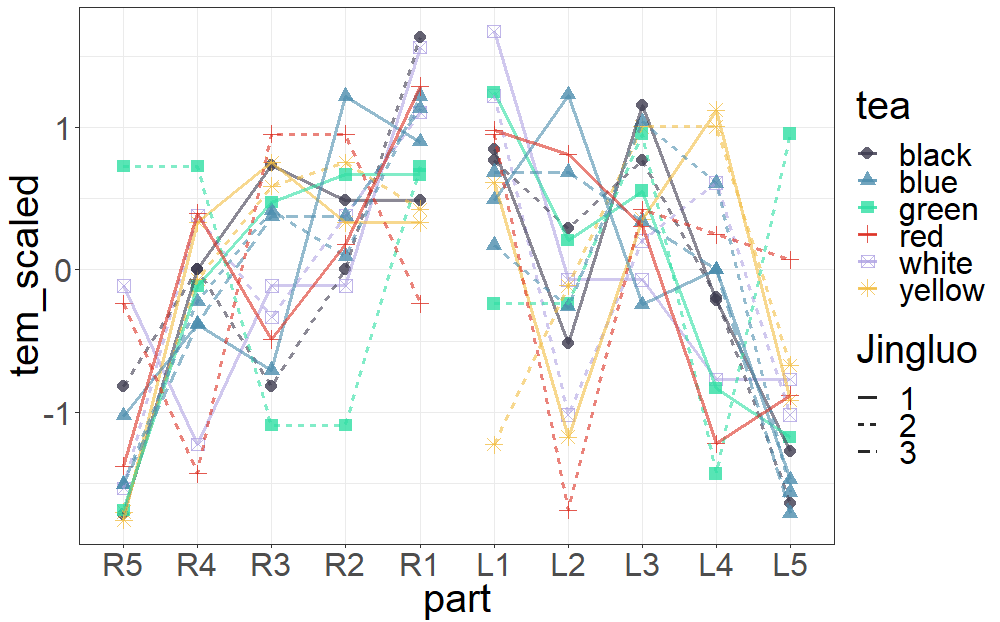 tem_scaled
1
0
-1
R5 R4 R3 R2 R1 L1 L2 L3 L4 L5
part
tea
black
blue
green
red
white
yellow
Jingluo
1
2
3